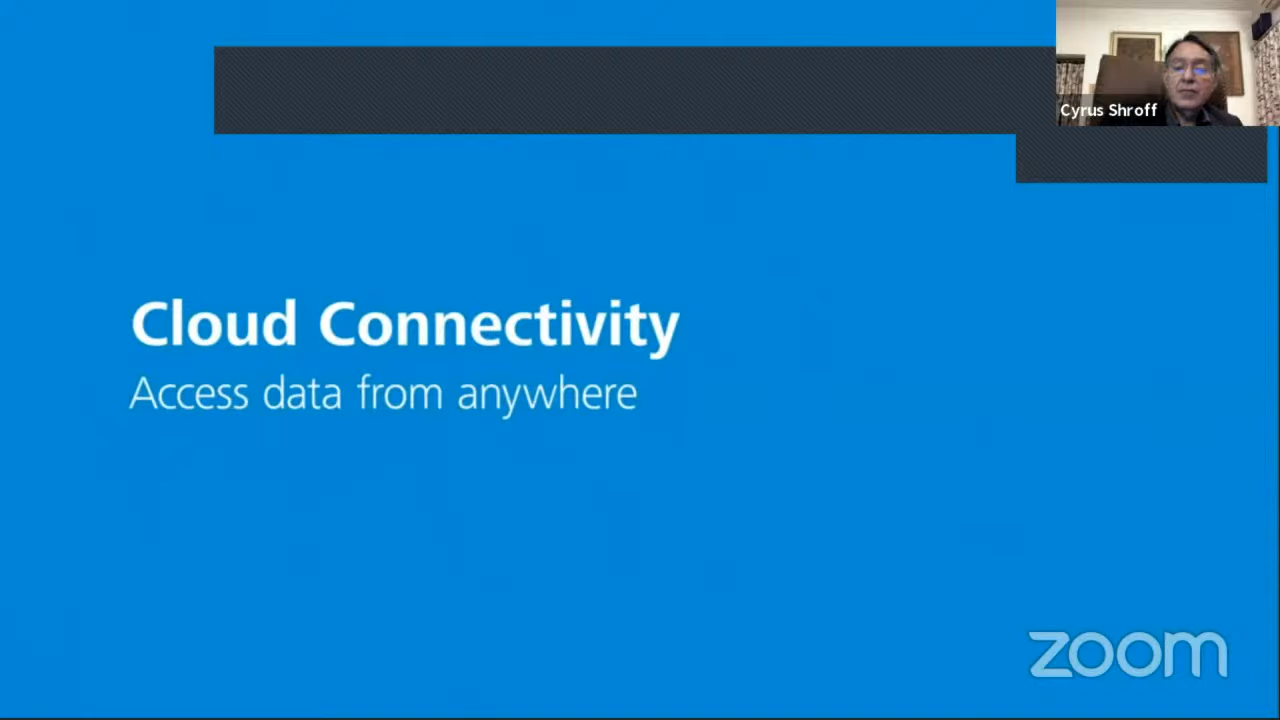 Cyrus Shroff
Cloud Connectivity
Access data from anywhere
zoom